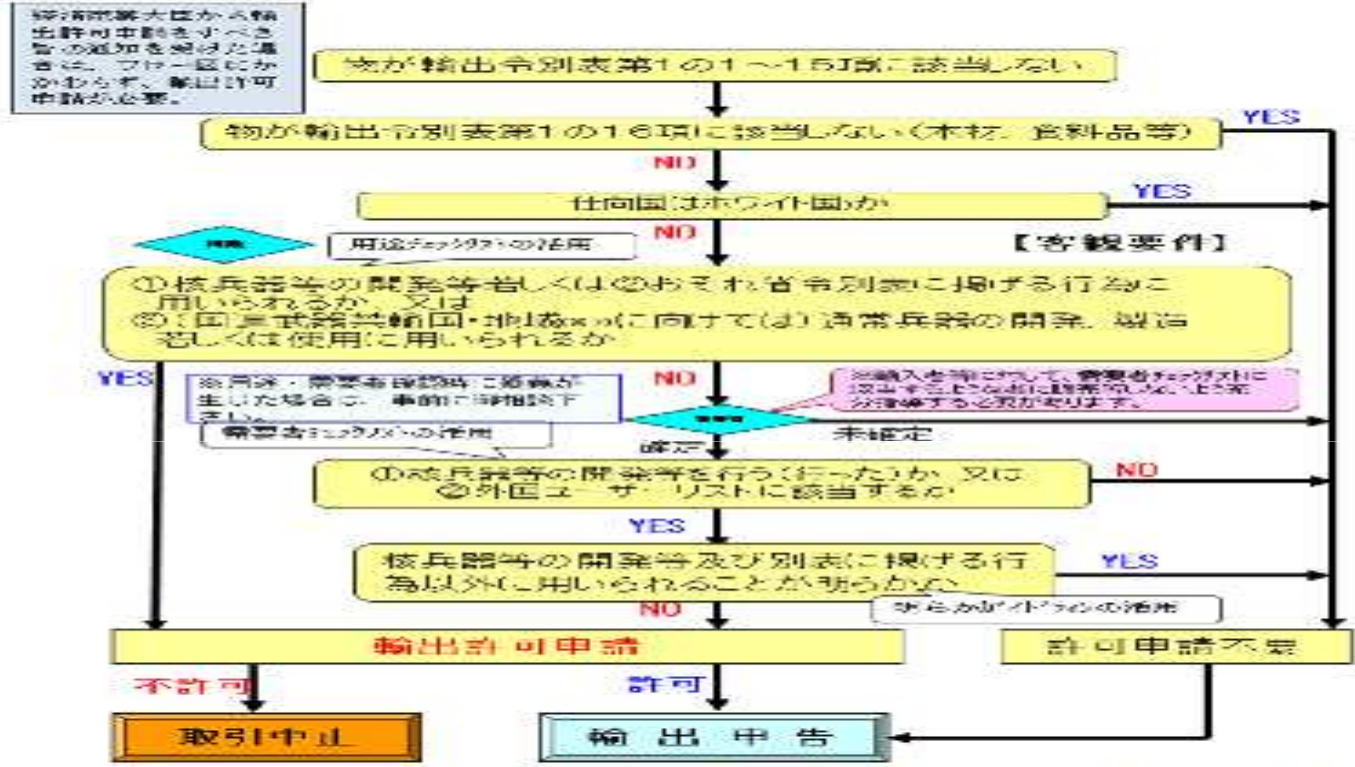 経済産業大臣から輸
出許可申請をすべき
旨の通知を受けた場
合は、フロー図にか
かわらず、輸出許可
申請が必要。
物が輸出令別表第1の1～15項に該当しない
物が輸出令別表第1の16項に該当しない(木材、食料品等)
YES
NO
仕向国はホワイト国か
YES
NO
用途チェックリストの活用
【客観要件】
①核兵器等の開発等若しくは②おそれ省令別表に掲げる行為に
用いられるか、又は
③(国連武器禁輸国・地域に向けては)通常兵器の開発、製造
若しくは使用に用いられるか
YES
NO
※用途・需要者確認時に疑義が
生じた場合は、事前に御相談下
さい。
需要者チェックリストの活用
確定
未確定
①核兵器等の開発等を行う(行った)か、又は
②外国ユーザーリストに該当するか
NO
YES
核兵器等の開発等及び別表に掲げる行
為以外に用いられることが明らかか
YES
NO
明らかガイドラインの活用
輸出許可申請
許可申請不要
不許可
許可
取引中止
輸出申告